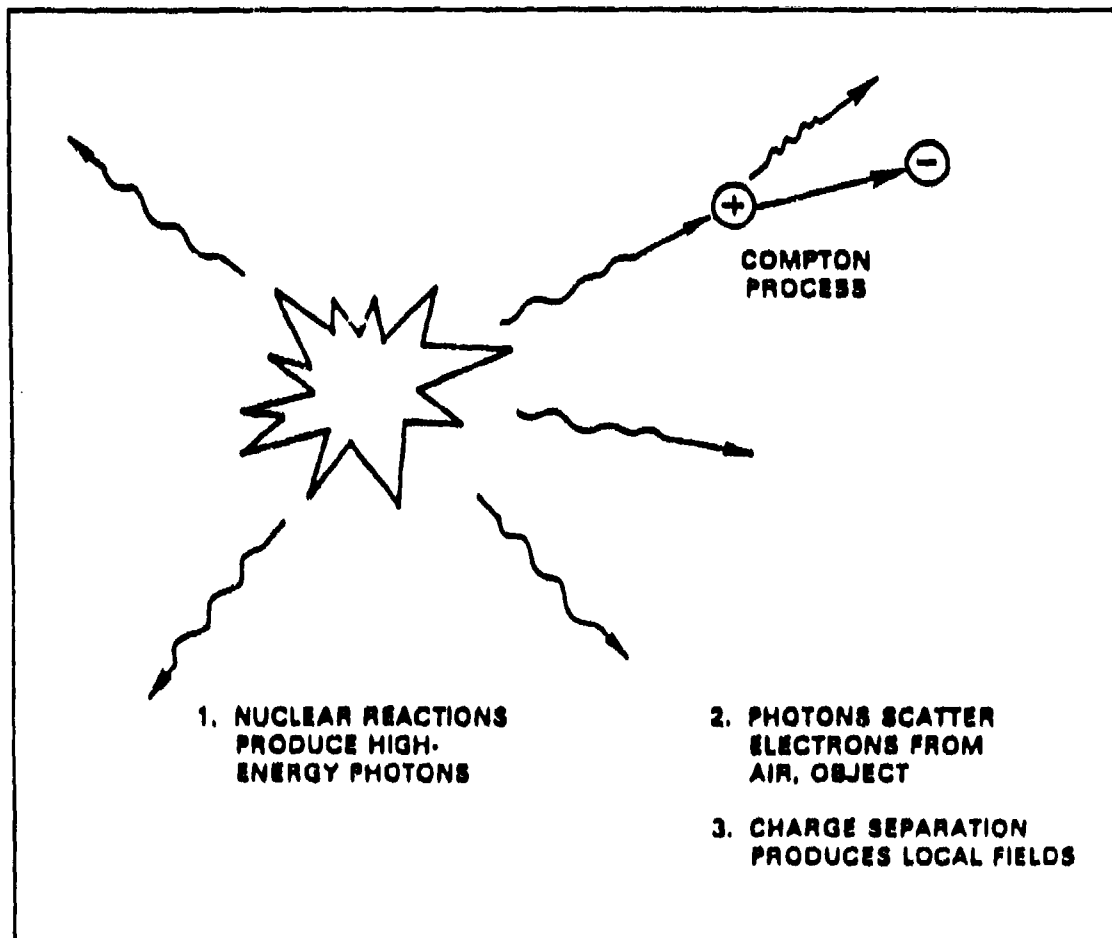 +
−
COMPTON
PROCESS
1. NUCLEAR REACTIONS
PRODUCE HIGH-
ENERGY PHOTONS
2. PHOTONS SCATTER
ELECTRONS FROM
AIR, OBJECT
3. CHARGE SEPARATION
PRODUCES LOCAL FIELDS